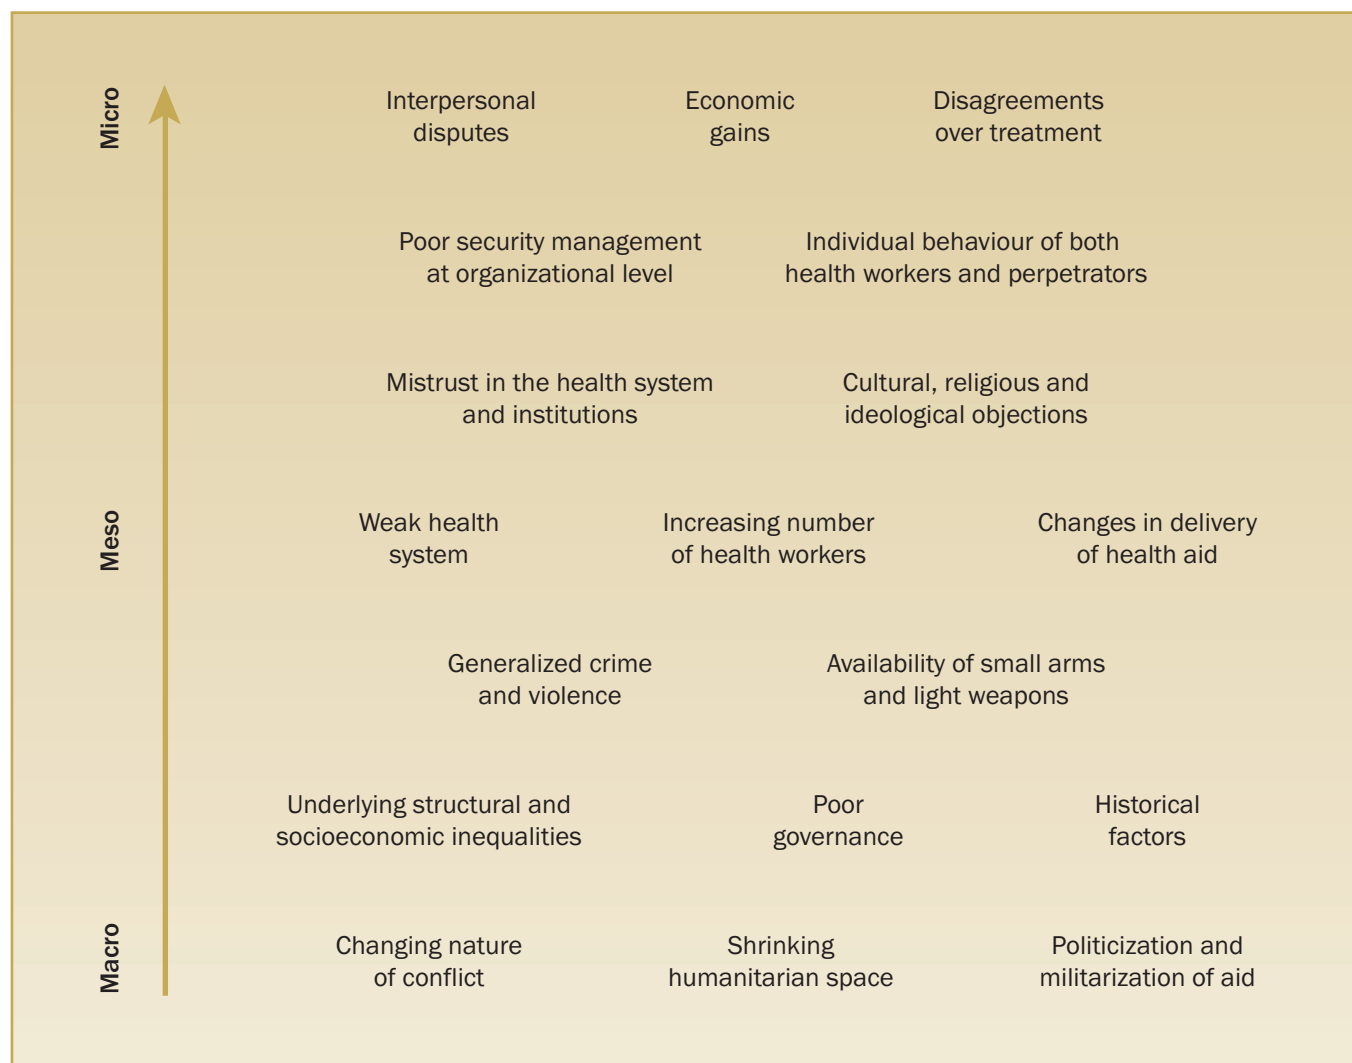 Micro
Interpersonal
disputes
Economic
gains
Disagreements
over treatment
Poor security management
at organizational level
Individual behaviour of both
health workers and perpetrators
Mistrust in the health system
and institutions
Cultural, religious and
ideological objections
Meso
Weak health
system
Increasing number
of health workers
Changes in delivery
of health aid
Generalized crime
and violence
Availability of small arms
and light weapons
Underlying structural and
socioeconomic inequalities
Poor
governance
Historical
factors
Macro
Changing nature
of conflict
Shrinking
humanitarian space
Politicization and
militarization of aid